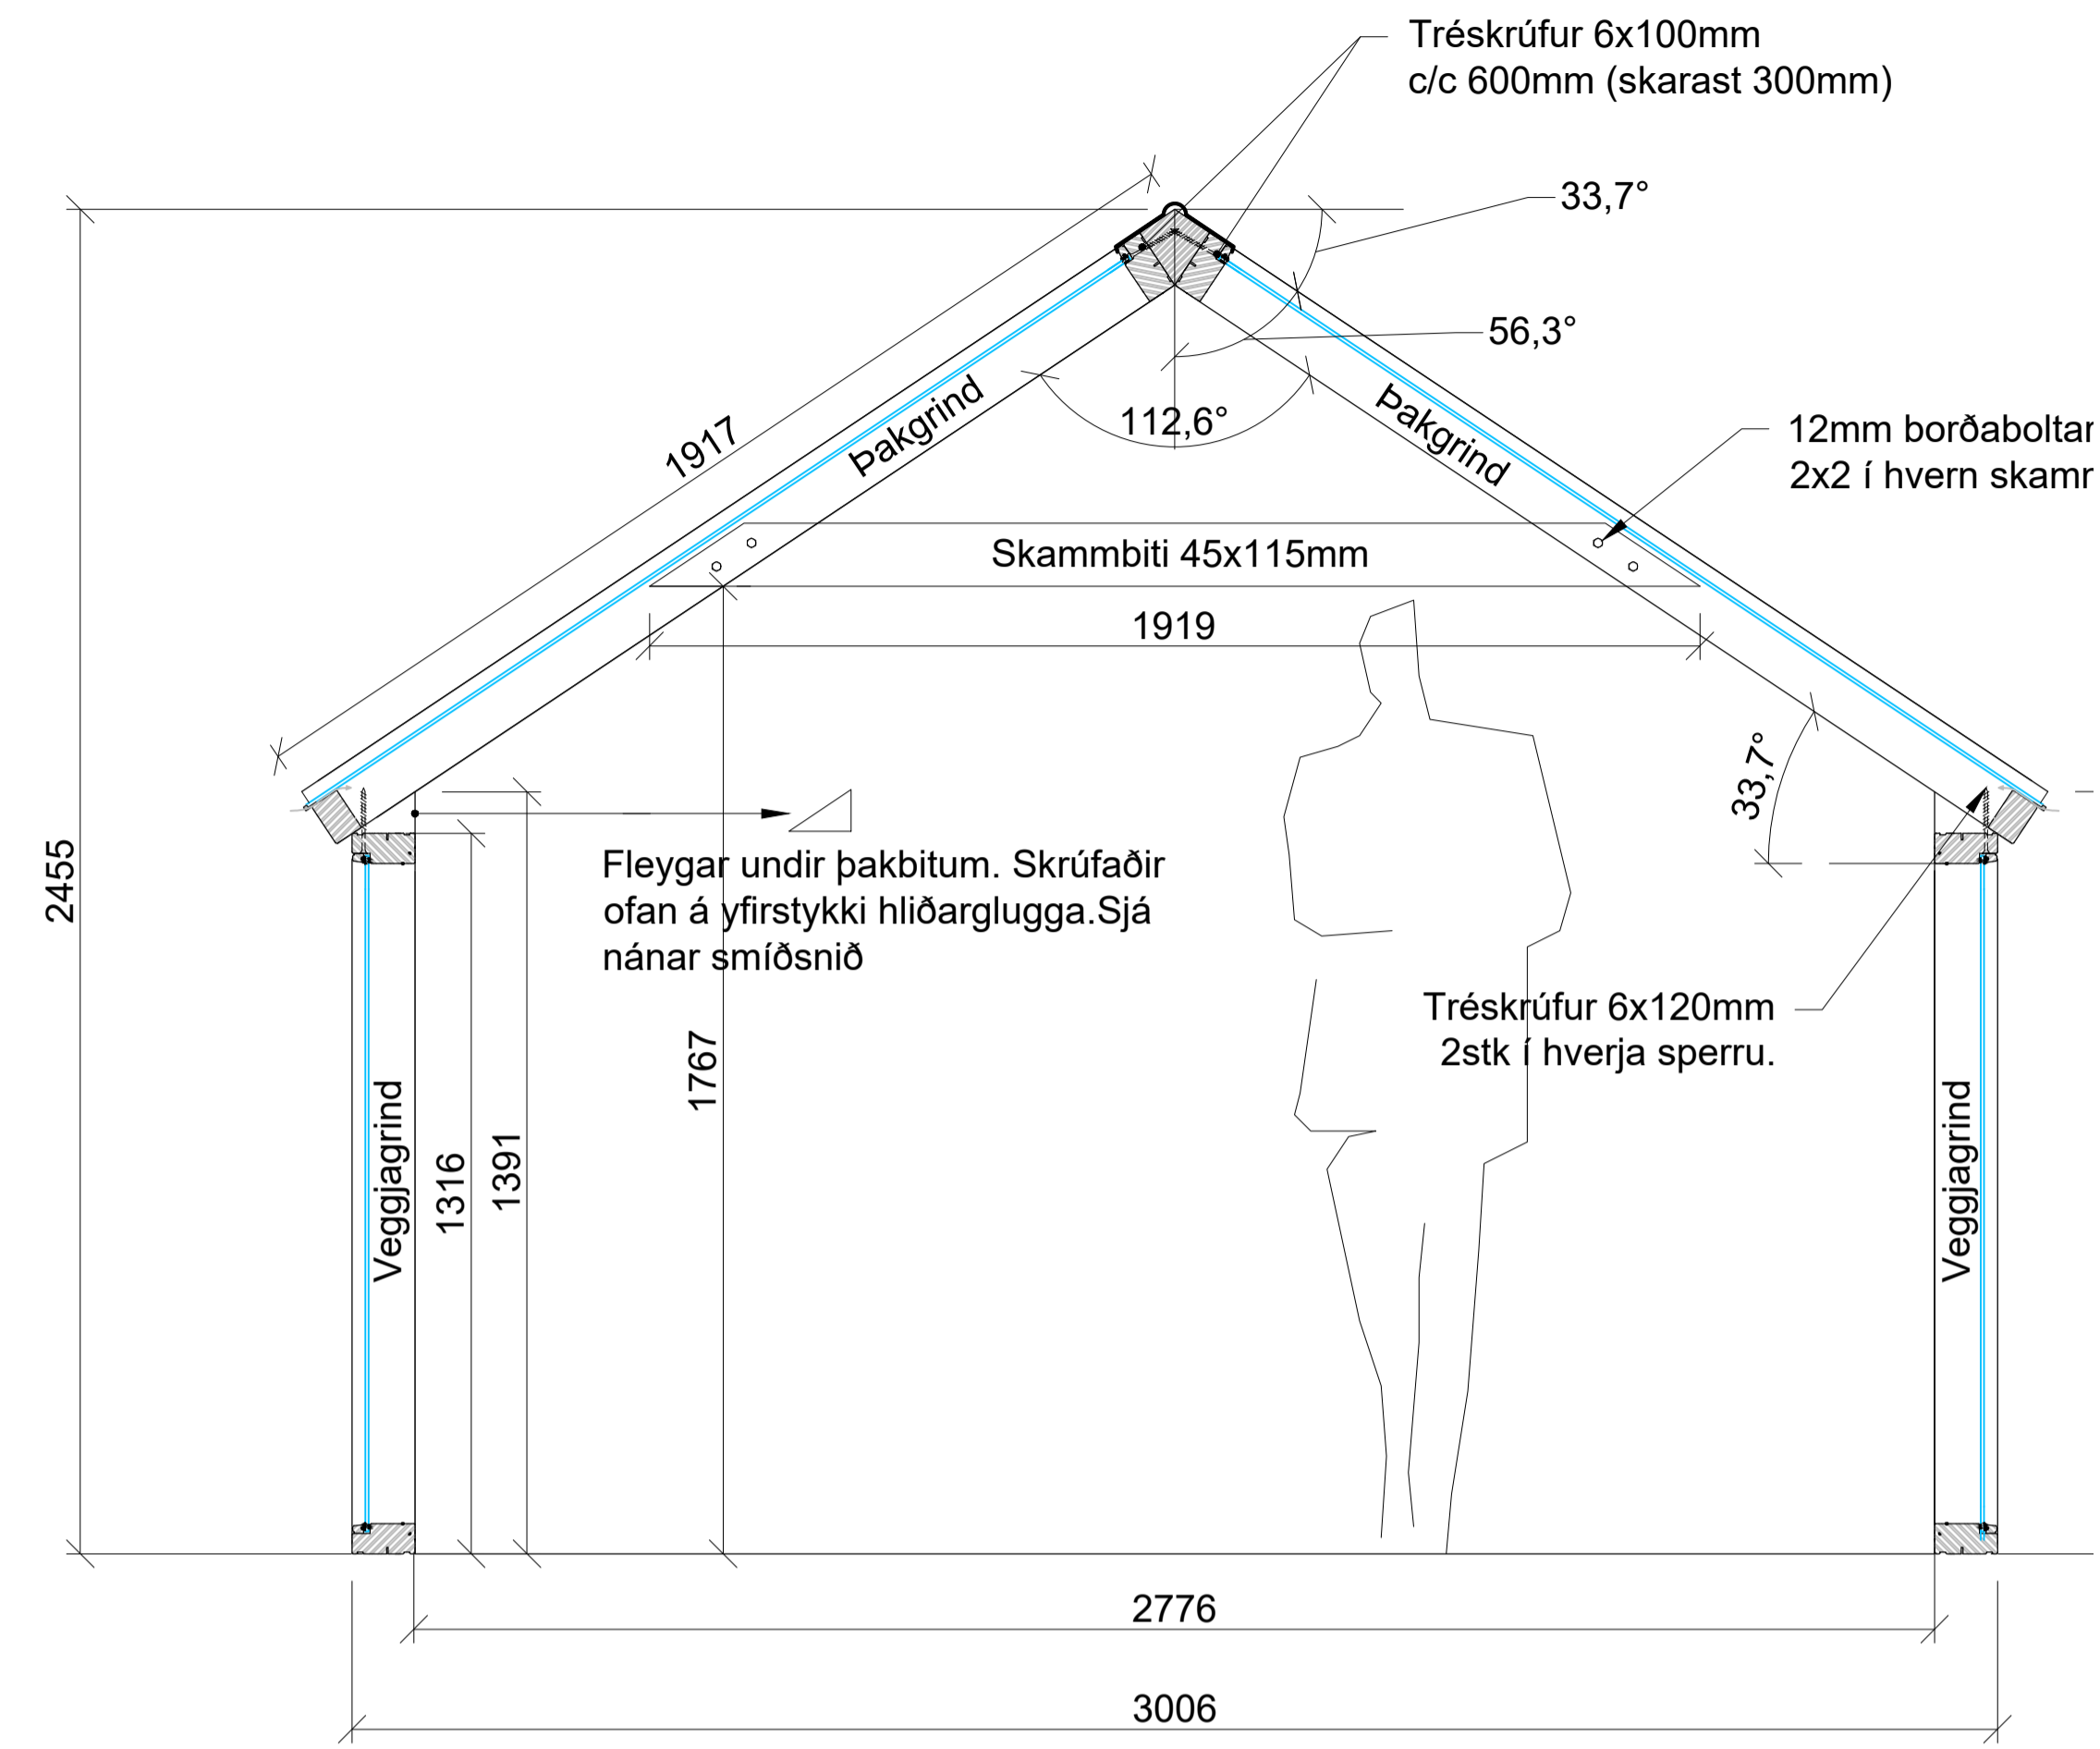 Tréskrúfur 6x100mm
c/c 600mm (skarast 300mm)
33,7°
56,3°
112,6°
1917
Þakgrind
Þakgrind
12mm borðaboltar
2x2 í hvern
Skammbiti 45x115mm
1919
33,7°
2455
Fleygar undir þakbitum. Skrúfaðir
ofan á yfirstykki hliðarglugga.Sjá
nánar smíðsnið
Tréskrúfur 6x120mm
2stk í hverja sperru.
1767
Veggjagrind
1316
1391
Veggjagrind
2776
3006